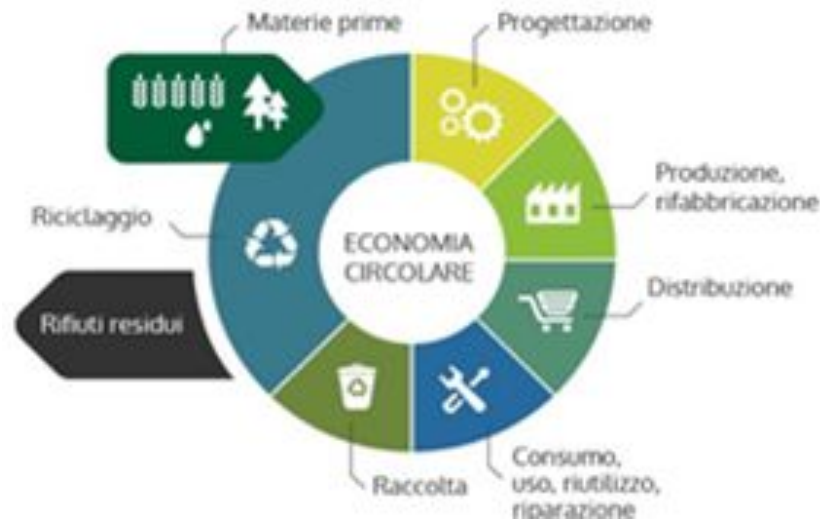 Materie prime
Progettazione
Produzione,
rifabbricazione
Riciclaggio
ECONOMIA
CIRCOLARE
Distribuzione
Rifiuti residui
Raccolta
Consumo,
uso, riutilizzo,
riparazione